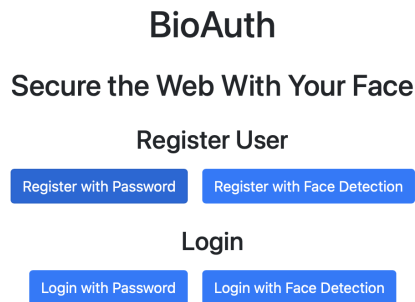 BioAuth
Secure the Web With Your Face
Register User
Register with Password Register with Face Detection
Login
Login with Password Login with Face Detection